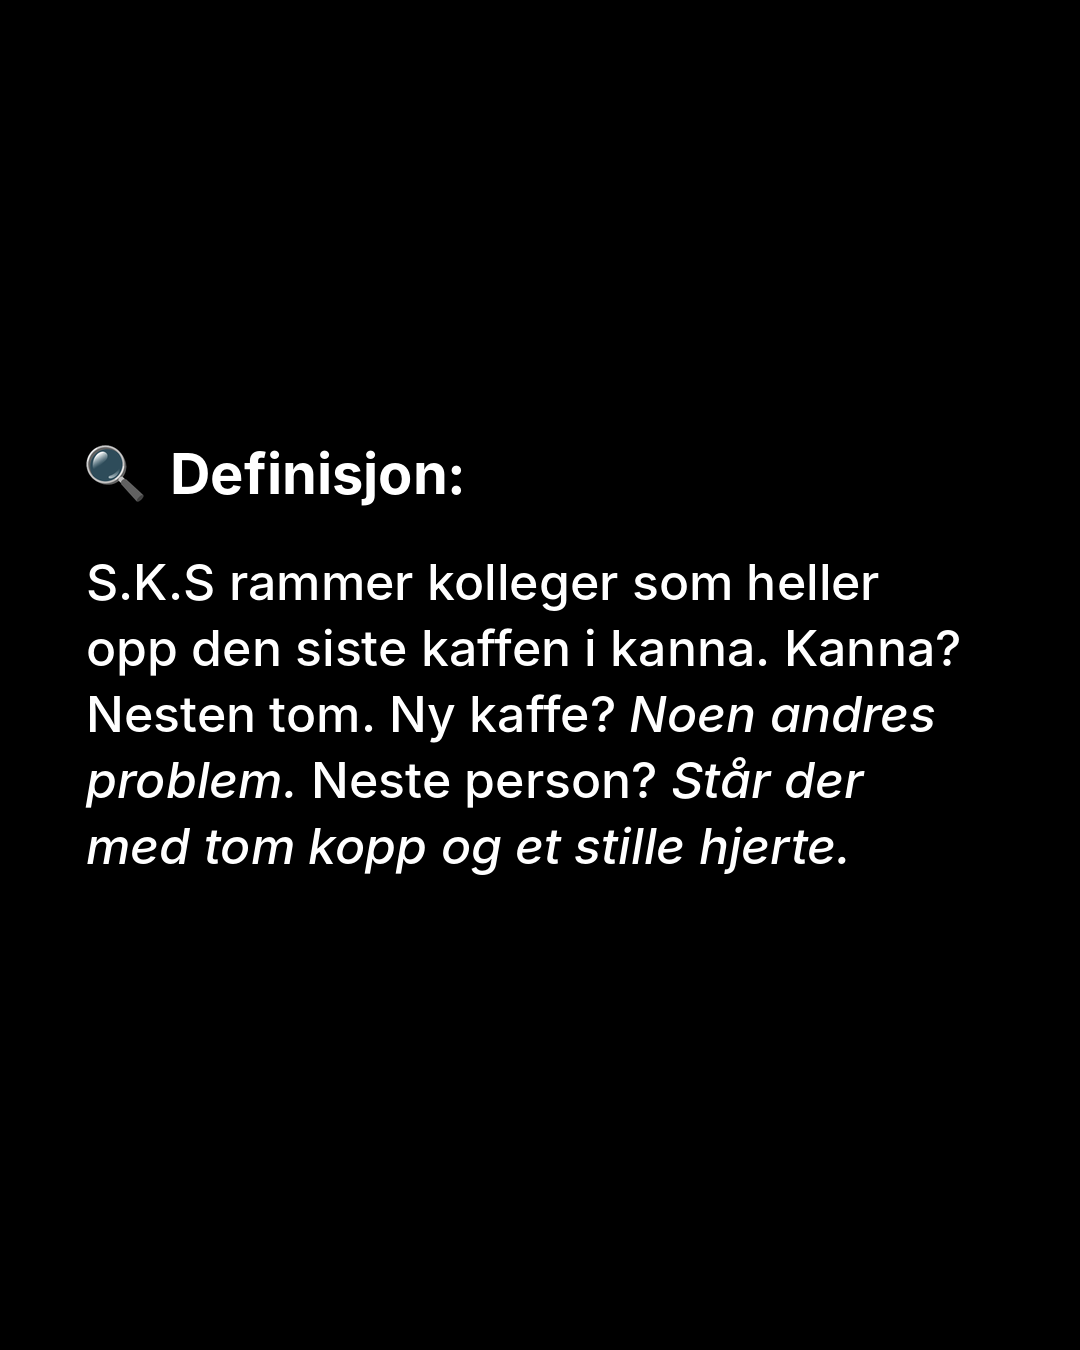 🔍 Definisjon:
S.K.S rammer kolleger som heller
opp den siste kaffen i kanna. Kanna?
Nesten tom. Ny kaffe? Noen andres
problem. Neste person? Står der
med tom kopp og et stille hjerte.